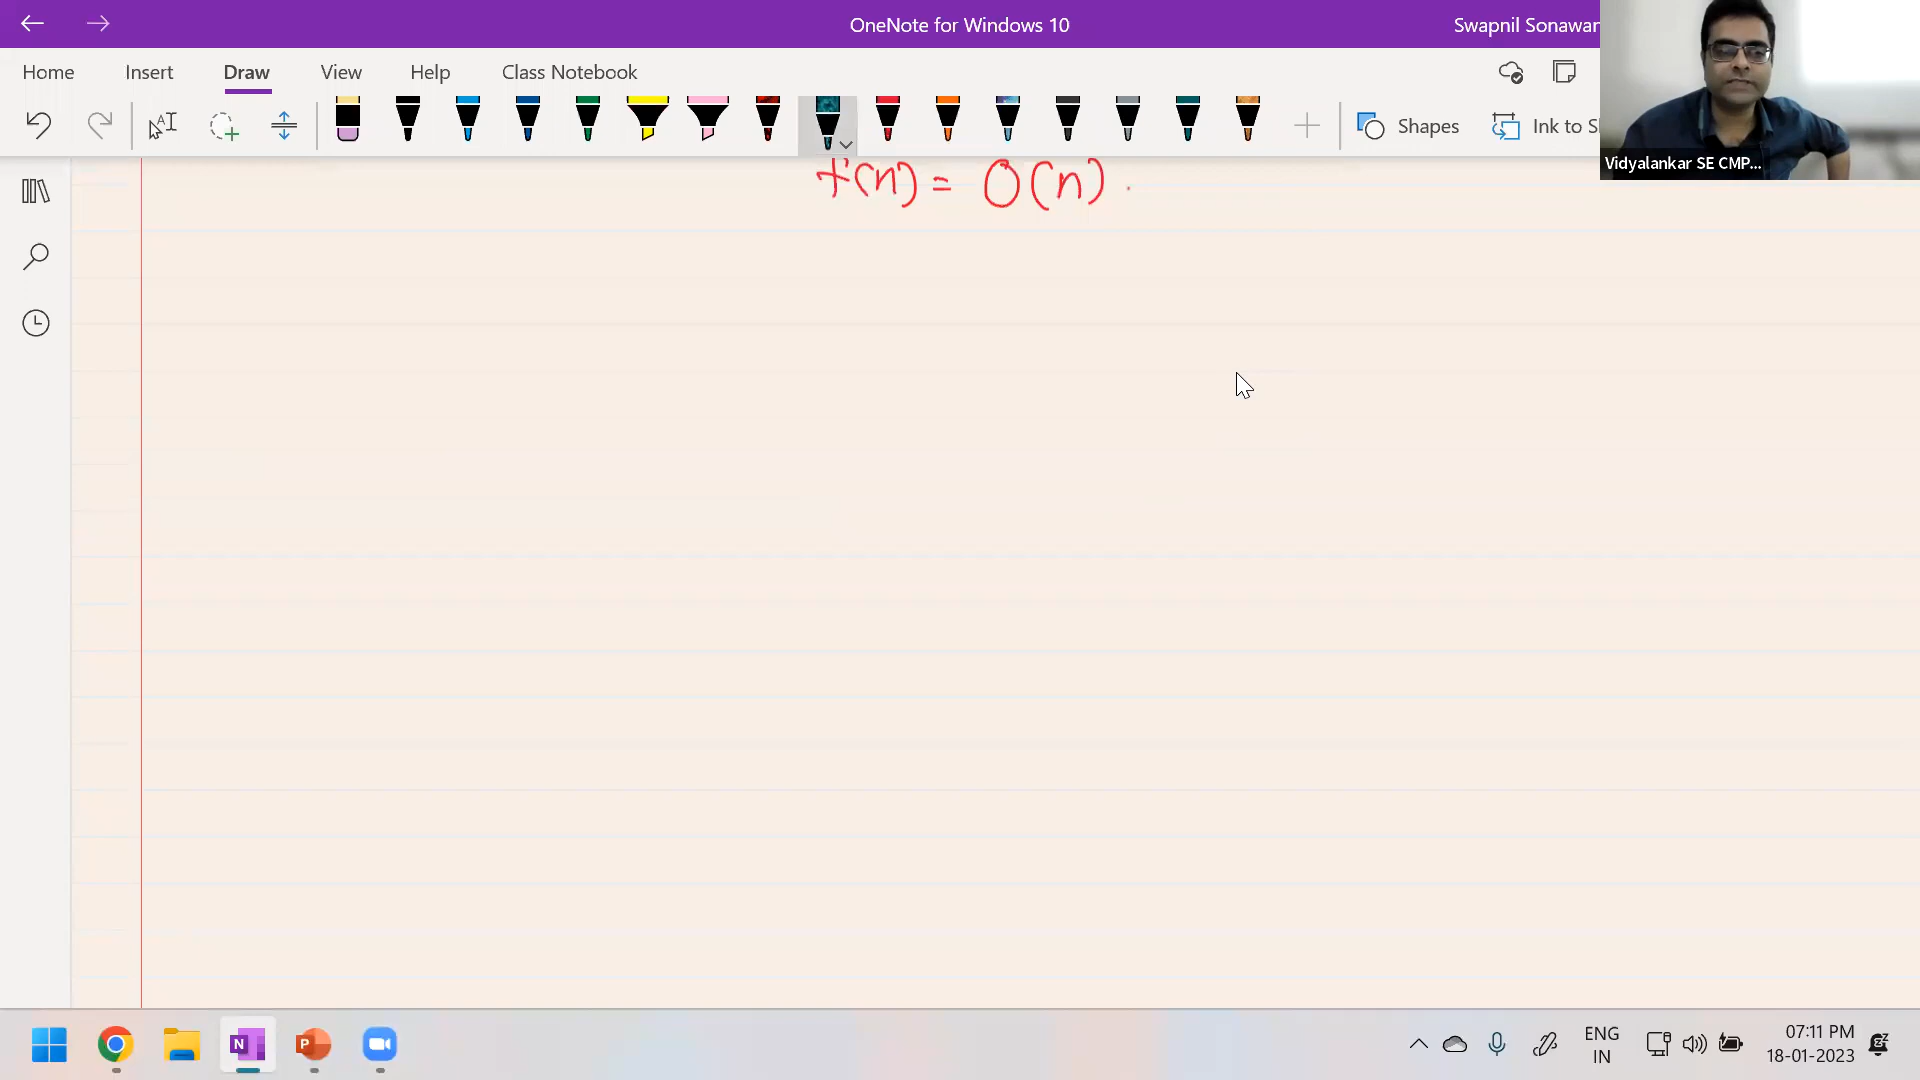 OneNote for Windows 10
Swapnil Sonawan
Home Insert Draw View Help Class Notebook
Shapes Ink to S
Vidyalankar SE CMP...
f(n) = O(n).
ENG
IN
07:11 PM
18-01-2023